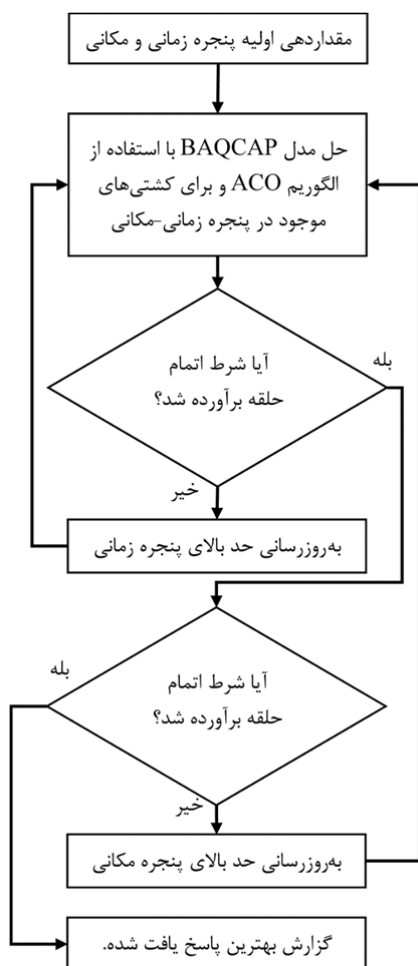 مقداردهی اولیه پنجره زمانی و مکانی
حل مدل BAQCAP با استفاده از
الگوریم ACO و برای کشتی‌های
موجود در پنجره زمانی-مکانی
آیا شرط اتمام
حلقه برآورده شد؟
بله
خیر
به‌روزرسانی حد بالای پنجره زمانی
آیا شرط اتمام
حلقه برآورده شد؟
بله
خیر
به‌روزرسانی حد بالای پنجره مکانی
گزارش بهترین پاسخ یافت شده.